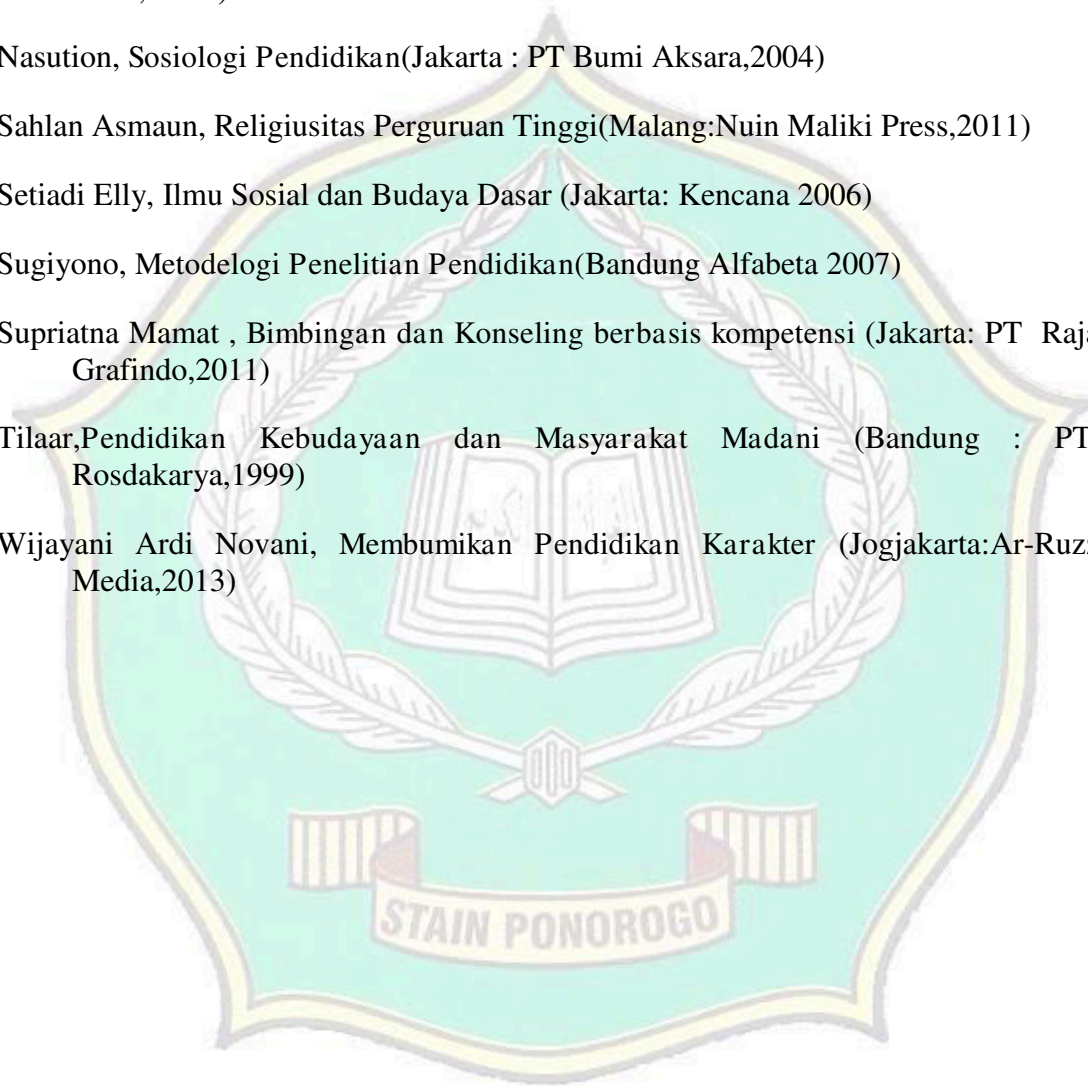 Nasution, Sosiologi Pendidikan(Jakarta : PT Bumi Aksara,2004)
Sahlan Asmaun, Religiusitas Perguruan Tinggi(Malang:Nuin Maliki Press,2011)
Setiadi Elly, Ilmu Sosial dan Budaya Dasar (Jakarta: Kencana 2006)
Sugiyono, Metodelogi Penelitian Pendidikan(Bandung Alfabeta 2007)
Supriatna Mamat , Bimbingan dan Konseling berbasis kompetensi (Jakarta: PT Raja
Grafindo,2011)
Tilaar,Pendidikan Kebudayaan dan Masyarakat Madani (Bandung : PT
Rosdakarya,1999)
Wijayani Ardi Novani, Membumikan Pendidikan Karakter (Jogjakarta:Ar-Ruzz
Media,2013)
STAIN PONOROGO